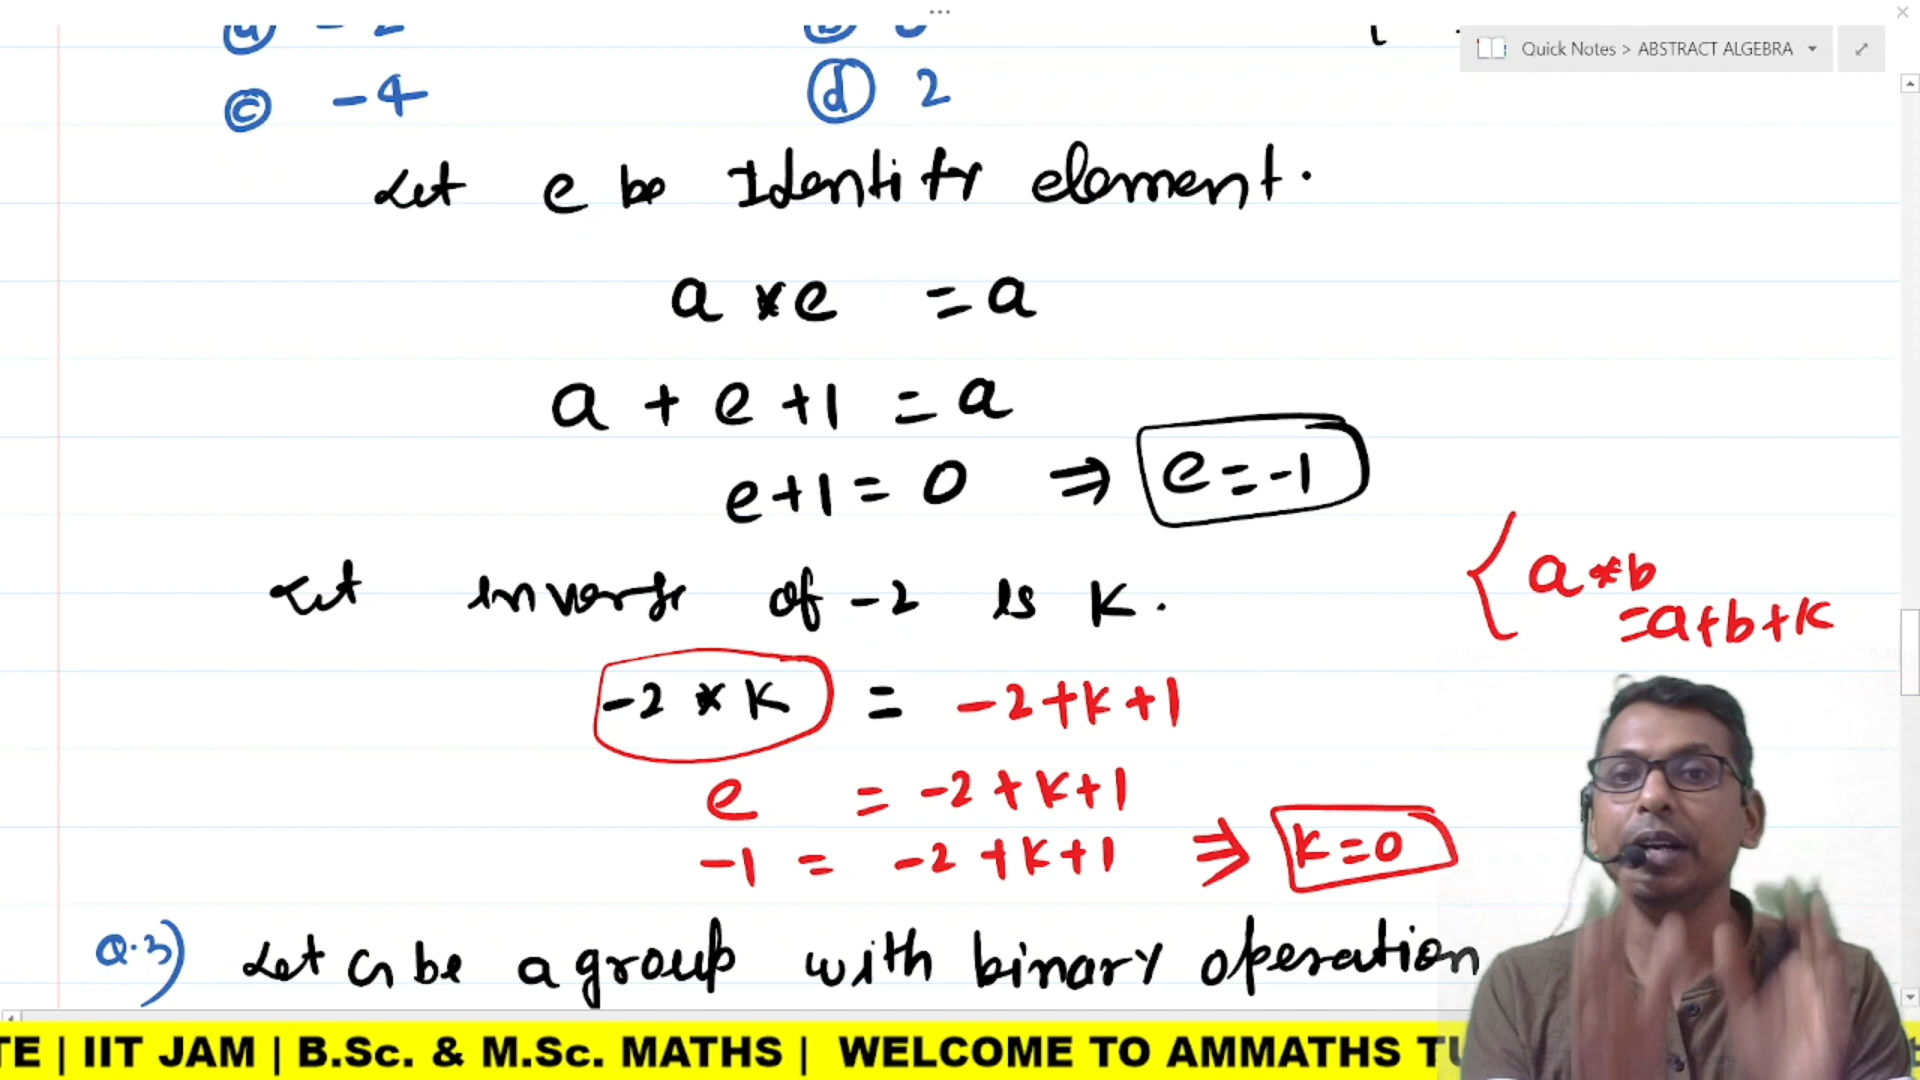 Quick Notes > ABSTRACT ALGEBRA
ⓒ -4 ⓓ 2
Let e be Identity element.
a * e = a
a + e + 1 = a
e + 1 = 0 ⇒ e = -1
Let inverse of -2 is K.
{ a * b
= a + b + K
-2 * K = -2 + K + 1
e = -2 + K + 1
-1 = -2 + K + 1 ⇒ K = 0
Q.3) Let G be a group with binary operation
TE | IIT JAM | B.Sc. & M.Sc. MATHS | WELCOME TO AMMATHS TU